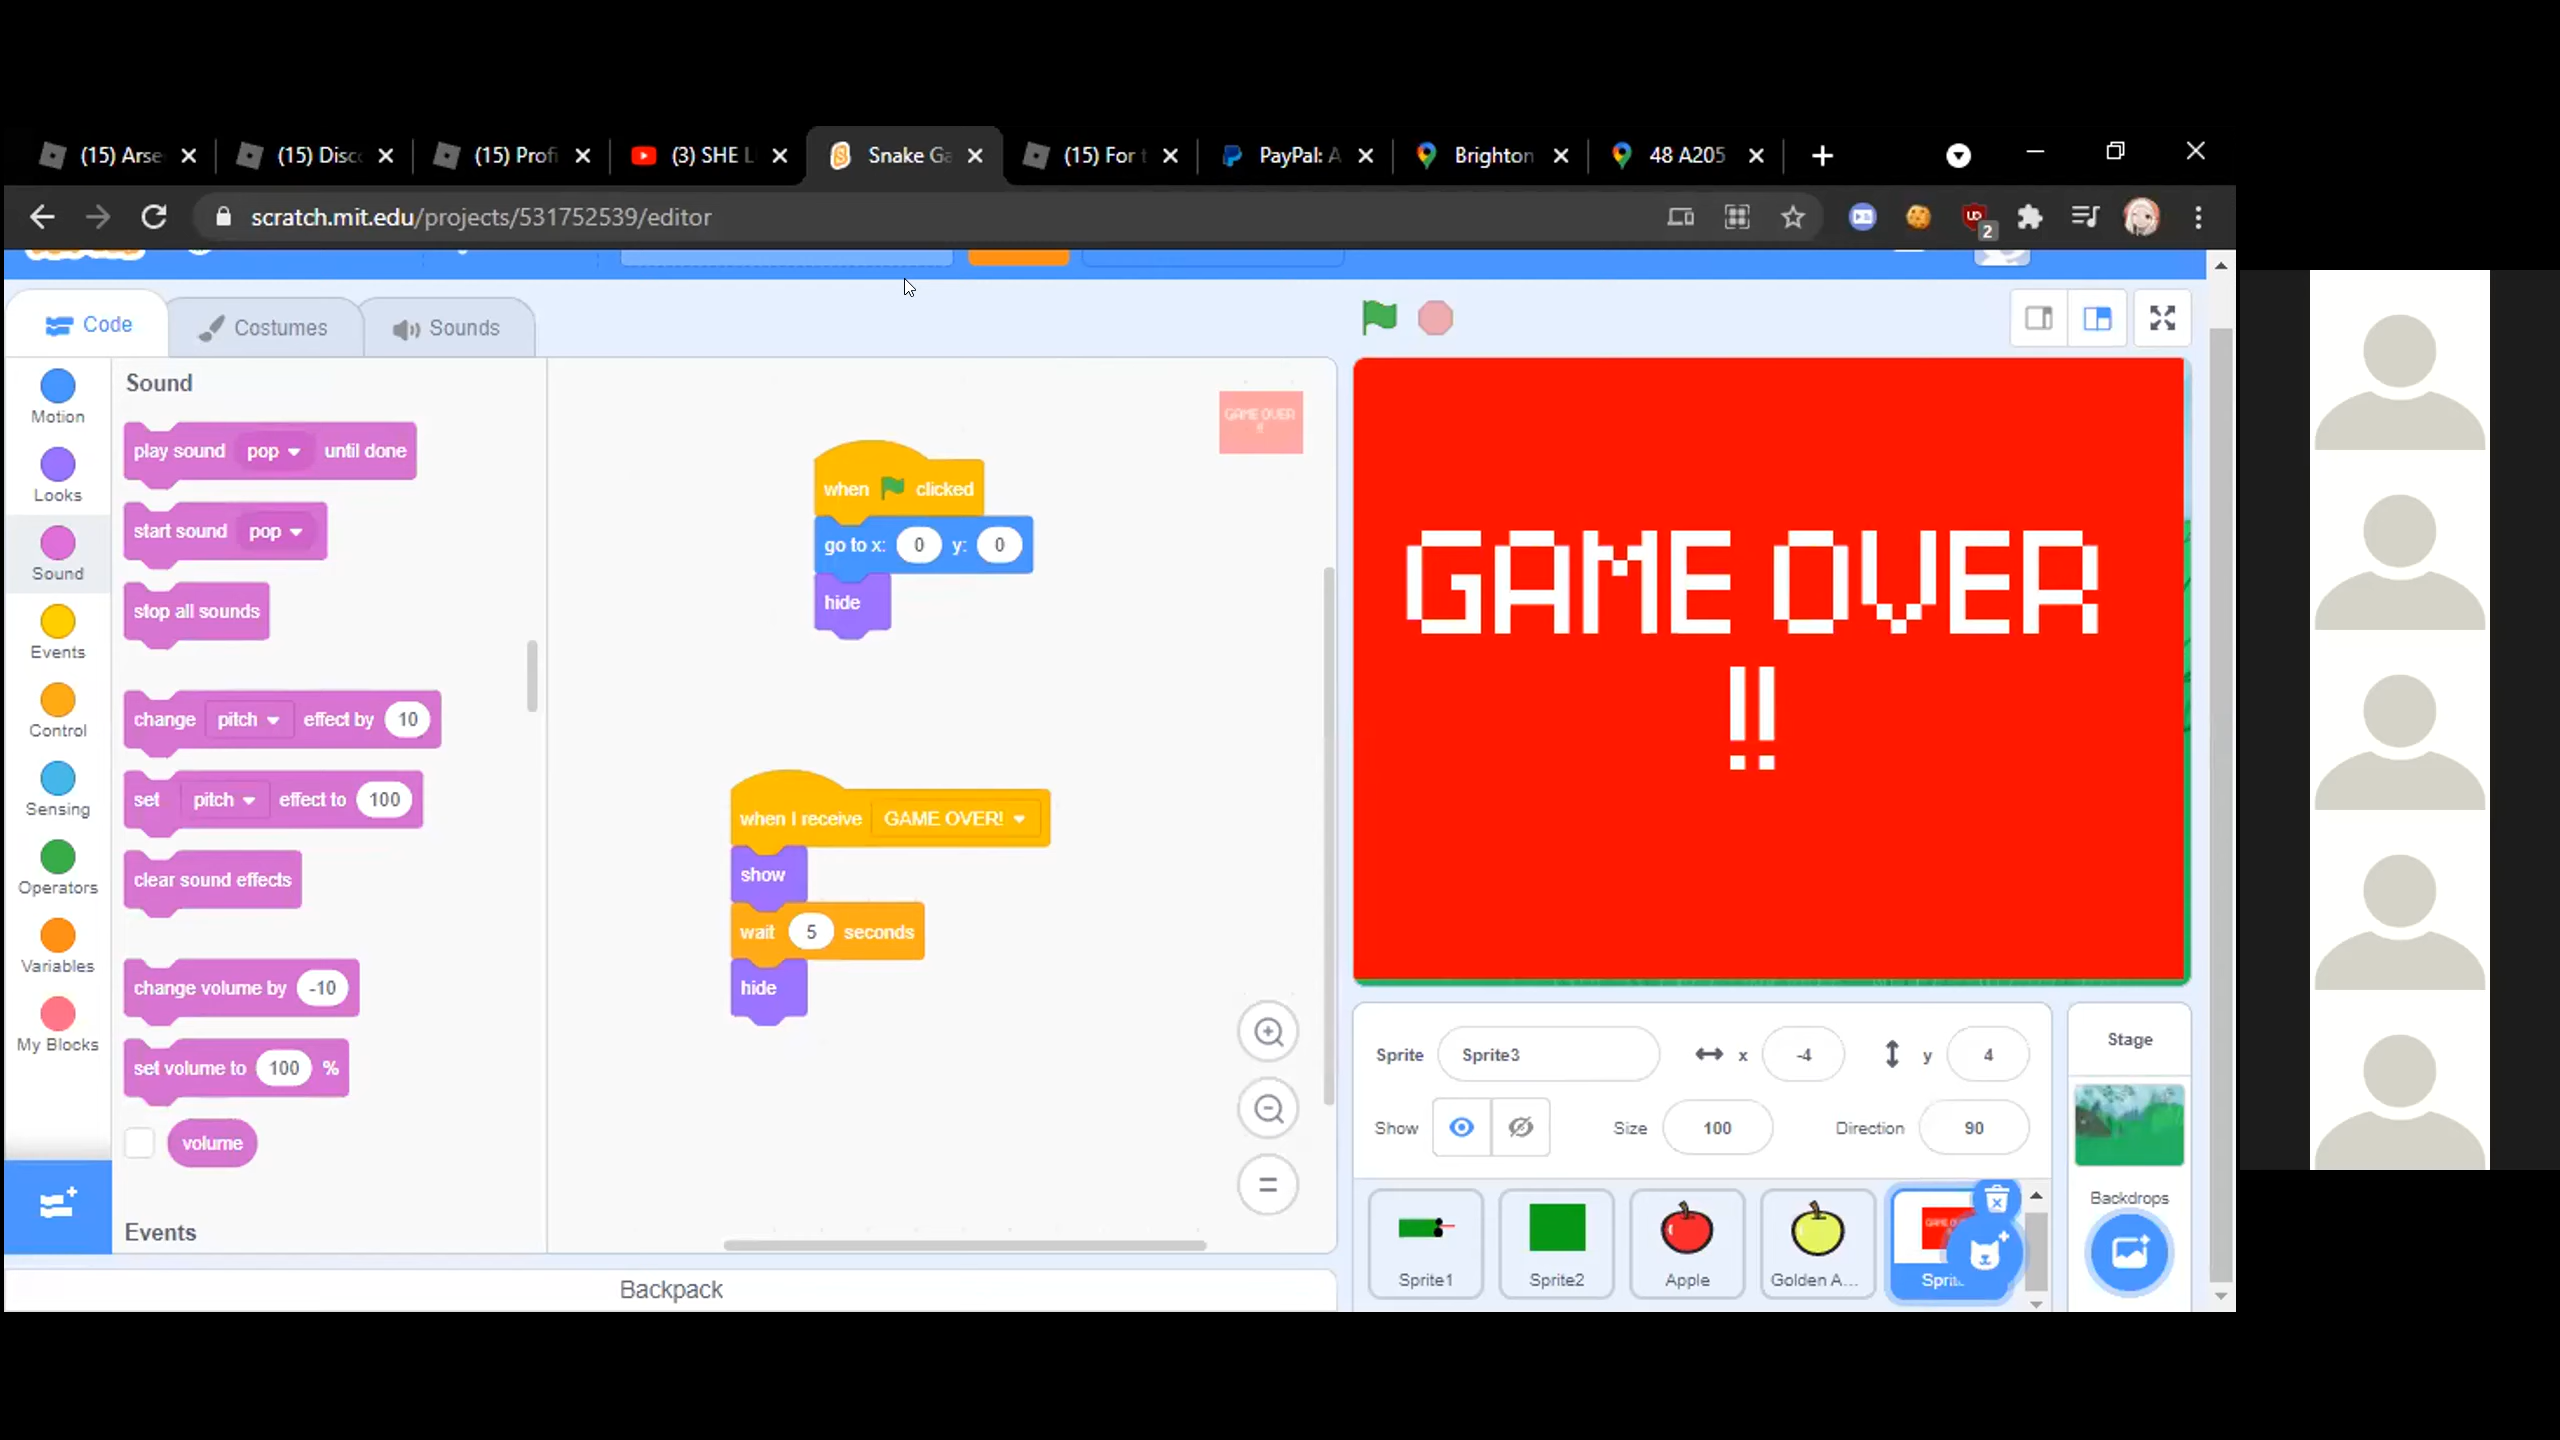 (15) Arse
(15) Disc
(15) Prof
(3) SHE L
Snake Ga
(15) For t
PayPal: A
Brighton
48 A205
scratch.mit.edu/projects/531752539/editor
2
Code
Costumes
Sounds
Motion
Looks
Sound
Events
Control
Sensing
Operators
Variables
My Blocks
Sound
play sound pop until done
start sound pop
stop all sounds
change pitch effect by 10
set pitch effect to 100
clear sound effects
change volume by -10
set volume to 100 %
volume
Events
when clicked
go to x: 0 y: 0
hide
when I receive GAME OVER!
show
wait 5 seconds
hide
GAME OVER
!!
GAME OVER
!!
Sprite Sprite3 x -4 y 4
Show Size 100 Direction 90
Sprite1
Sprite2
Apple
Golden A...
Stage
Backdrops
Backpack